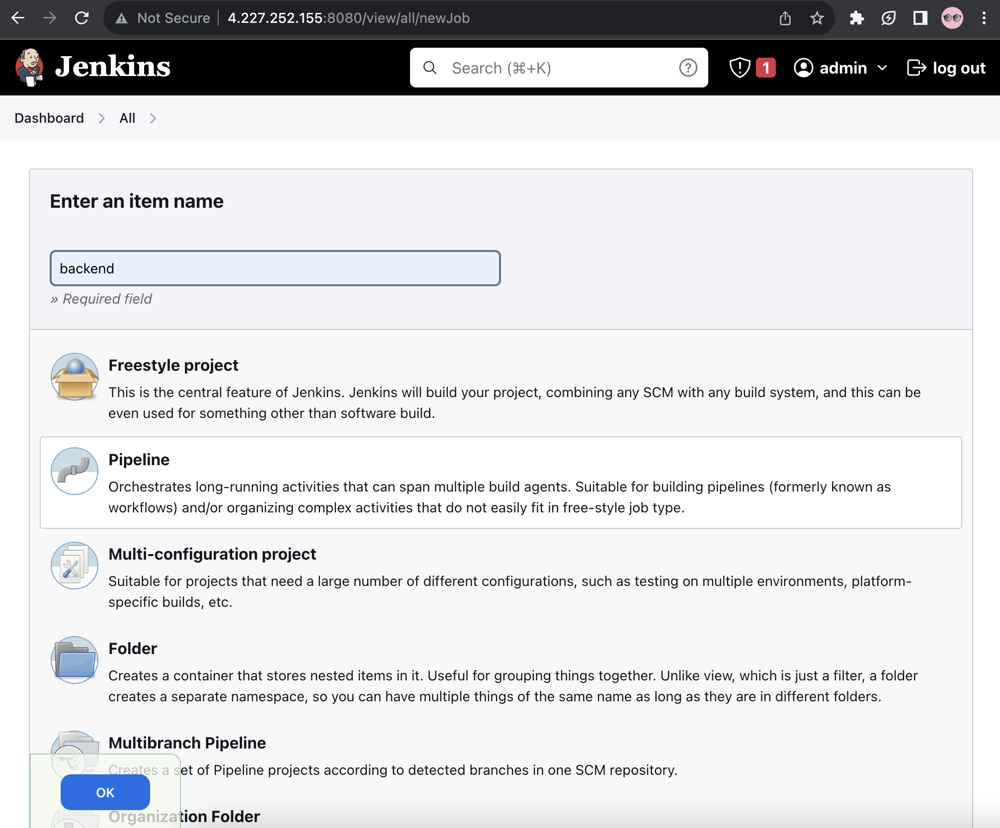 Not Secure 4.227.252.155:8080/view/all/newJob
Jenkins
Search (⌘+K)
1
admin
log out
Dashboard
All
Enter an item name
backend
» Required field
Freestyle project
This is the central feature of Jenkins. Jenkins will build your project, combining any SCM with any build system, and this can be
even used for something other than software build.
Pipeline
Orchestrates long-running activities that can span multiple build agents. Suitable for building pipelines (formerly known as
workflows) and/or organizing complex activities that do not easily fit in free-style job type.
Multi-configuration project
Suitable for projects that need a large number of different configurations, such as testing on multiple environments, platform-
specific builds, etc.
Folder
Creates a container that stores nested items in it. Useful for grouping things together. Unlike view, which is just a filter, a folder
creates a separate namespace, so you can have multiple things of the same name as long as they are in different folders.
Multibranch Pipeline
Creates a set of Pipeline projects according to detected branches in one SCM repository.
OK
Organization Folder